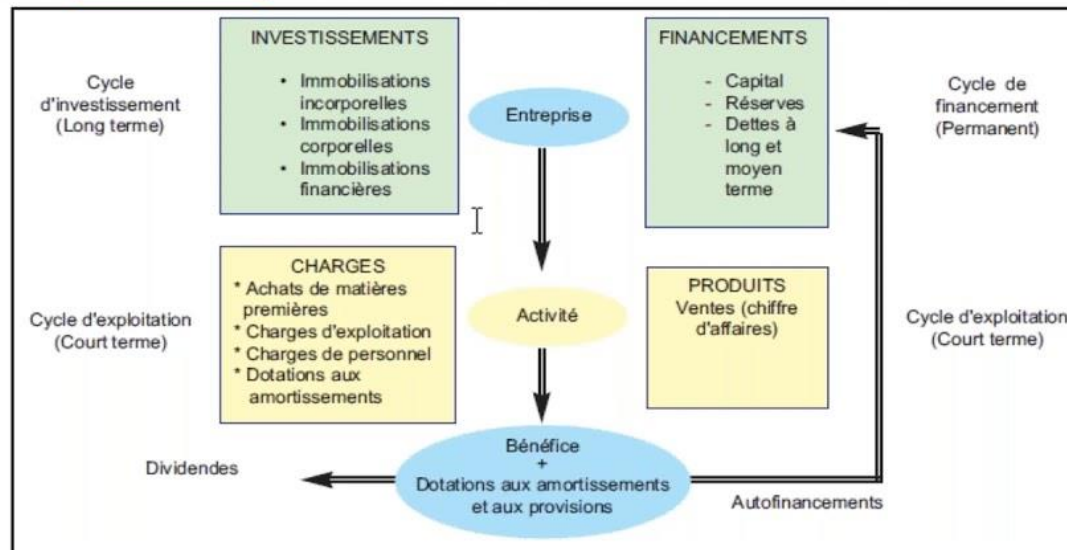 INVESTISSEMENTS
• Immobilisations
incorporelles
• Immobilisations
corporelles
• Immobilisations
financières
FINANCEMENTS
- Capital
- Réserves
- Dettes à
long et
moyen
terme
Cycle
d'investissement
(Long terme)
Entreprise
Cycle de
financement
(Permanent)
CHARGES
* Achats de matières
premières
* Charges d'exploitation
* Charges de personnel
* Dotations aux
amortissements
PRODUITS
Ventes (chiffre
d'affaires)
Cycle d'exploitation
(Court terme)
Activité
Cycle d'exploitation
(Court terme)
Bénéfice
+
Dotations aux amortissements
et aux provisions
Dividendes
Autofinancements